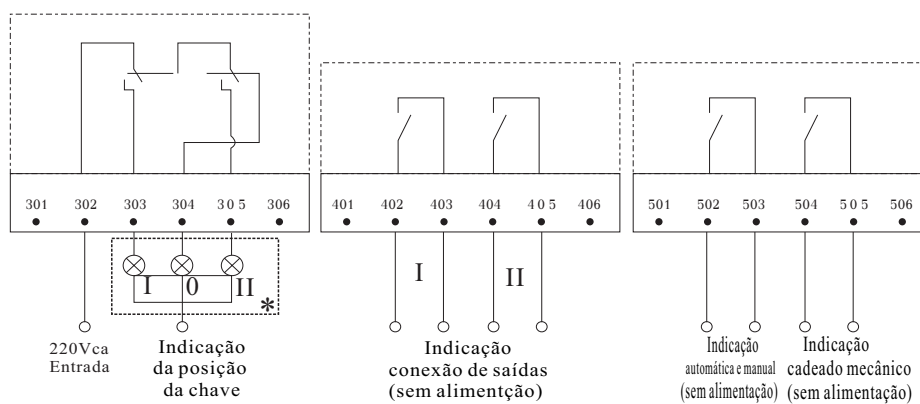 301 302 303 304 305 306
401 402 403 404 405 406
501 502 503 504 505 506
I 0 II *
I II
220Vca
Entrada
Indicação
da posição
da chave
Indicação
conexão de saídas
(sem alimentção)
Indicação
automática e manual
(sem alimentação)
Indicação
cadeado mecânico
(sem alimentação)